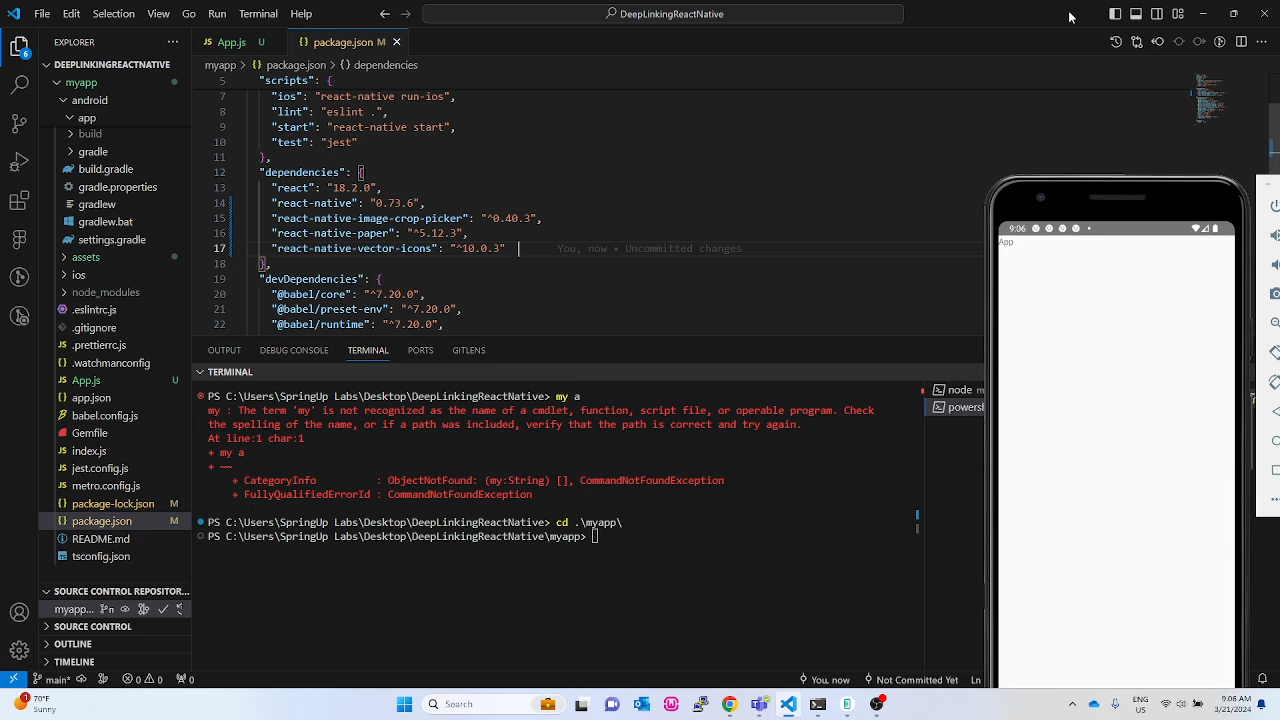 File Edit Selection View Go Run Terminal Help
DeepLinkingReactNative
EXPLORER
DEEPLINKINGREACTNATIVE
myapp
android
app
build
gradle
build.gradle
gradle.properties
gradlew
gradlew.bat
settings.gradle
assets
ios
node_modules
.eslintrc.js
.gitignore
.prettierrc.js
.watchmanconfig
App.js U
app.json
babel.config.js
Gemfile
index.js
jest.config.js
metro.config.js
package-lock.json M
package.json M
README.md
tsconfig.json
SOURCE CONTROL REPOSITOR...
myapp...
SOURCE CONTROL
OUTLINE
TIMELINE
App.js U
package.json M
myapp > package.json > {} dependencies
5 "scripts": {
7 "ios": "react-native run-ios",
8 "lint": "eslint .",
9 "start": "react-native start",
10 "test": "jest"
11 },
12 "dependencies": {
13 "react": "18.2.0",
14 "react-native": "0.73.6",
15 "react-native-image-crop-picker": "^0.40.3",
16 "react-native-paper": "^5.12.3",
17 "react-native-vector-icons": "^10.0.3" You, now • Uncommitted changes
18 },
19 "devDependencies": {
20 "@babel/core": "^7.20.0",
21 "@babel/preset-env": "^7.20.0",
22 "@babel/runtime": "^7.20.0",
OUTPUT DEBUG CONSOLE TERMINAL PORTS GITLENS
TERMINAL
PS C:\Users\SpringUp Labs\Desktop\DeepLinkingReactNative> my a
my : The term 'my' is not recognized as the name of a cmdlet, function, script file, or operable program. Check
the spelling of the name, or if a path was included, verify that the path is correct and try again.
At line:1 char:1
+ my a
+ ~~
+ CategoryInfo : ObjectNotFound: (my:String) [], CommandNotFoundException
+ FullyQualifiedErrorId : CommandNotFoundException
PS C:\Users\SpringUp Labs\Desktop\DeepLinkingReactNative> cd .\myapp\
PS C:\Users\SpringUp Labs\Desktop\DeepLinkingReactNative\myapp>
node m
powersh
9:06
App
main* 0 0 0
You, now Not Committed Yet Ln
70°F
Sunny
Search
ENG
US
9:06 AM
3/21/2024